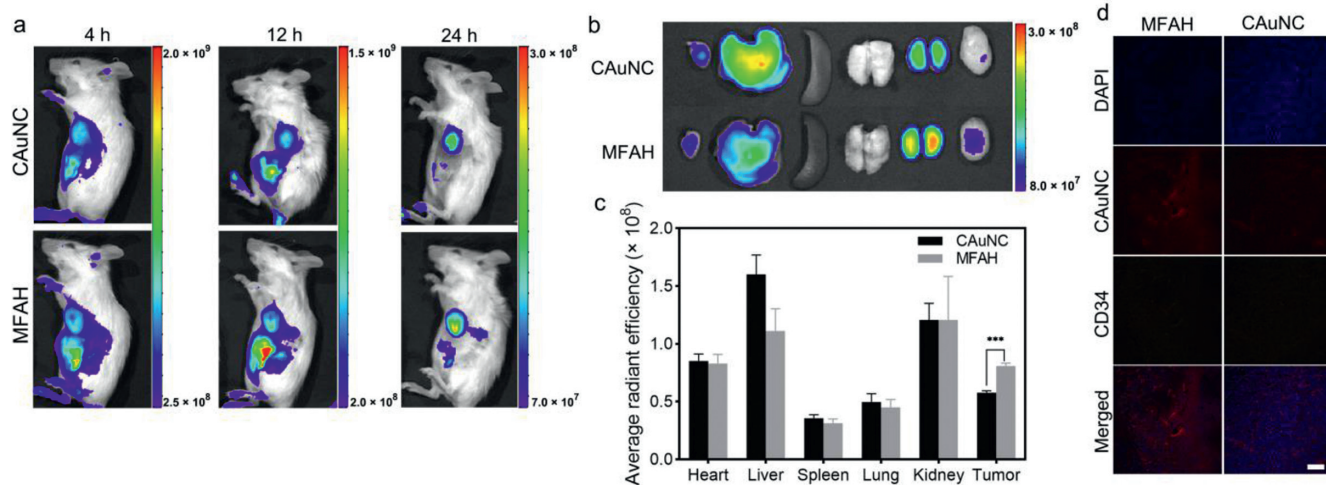 a
4 h
12 h
24 h
CAuNC
MFAH
2.0 × 10⁹
2.5 × 10⁸
1.5 × 10⁹
2.0 × 10⁸
3.0 × 10⁸
7.0 × 10⁷
b
CAuNC
MFAH
3.0 × 10⁸
8.0 × 10⁷
c
Average radiant efficiency (× 10⁸)
2.0
1.5
1.0
0.5
0.0
CAuNC
MFAH
***
Heart Liver Spleen Lung Kidney Tumor
d
MFAH CAuNC
DAPI
CAuNC
CD34
Merged